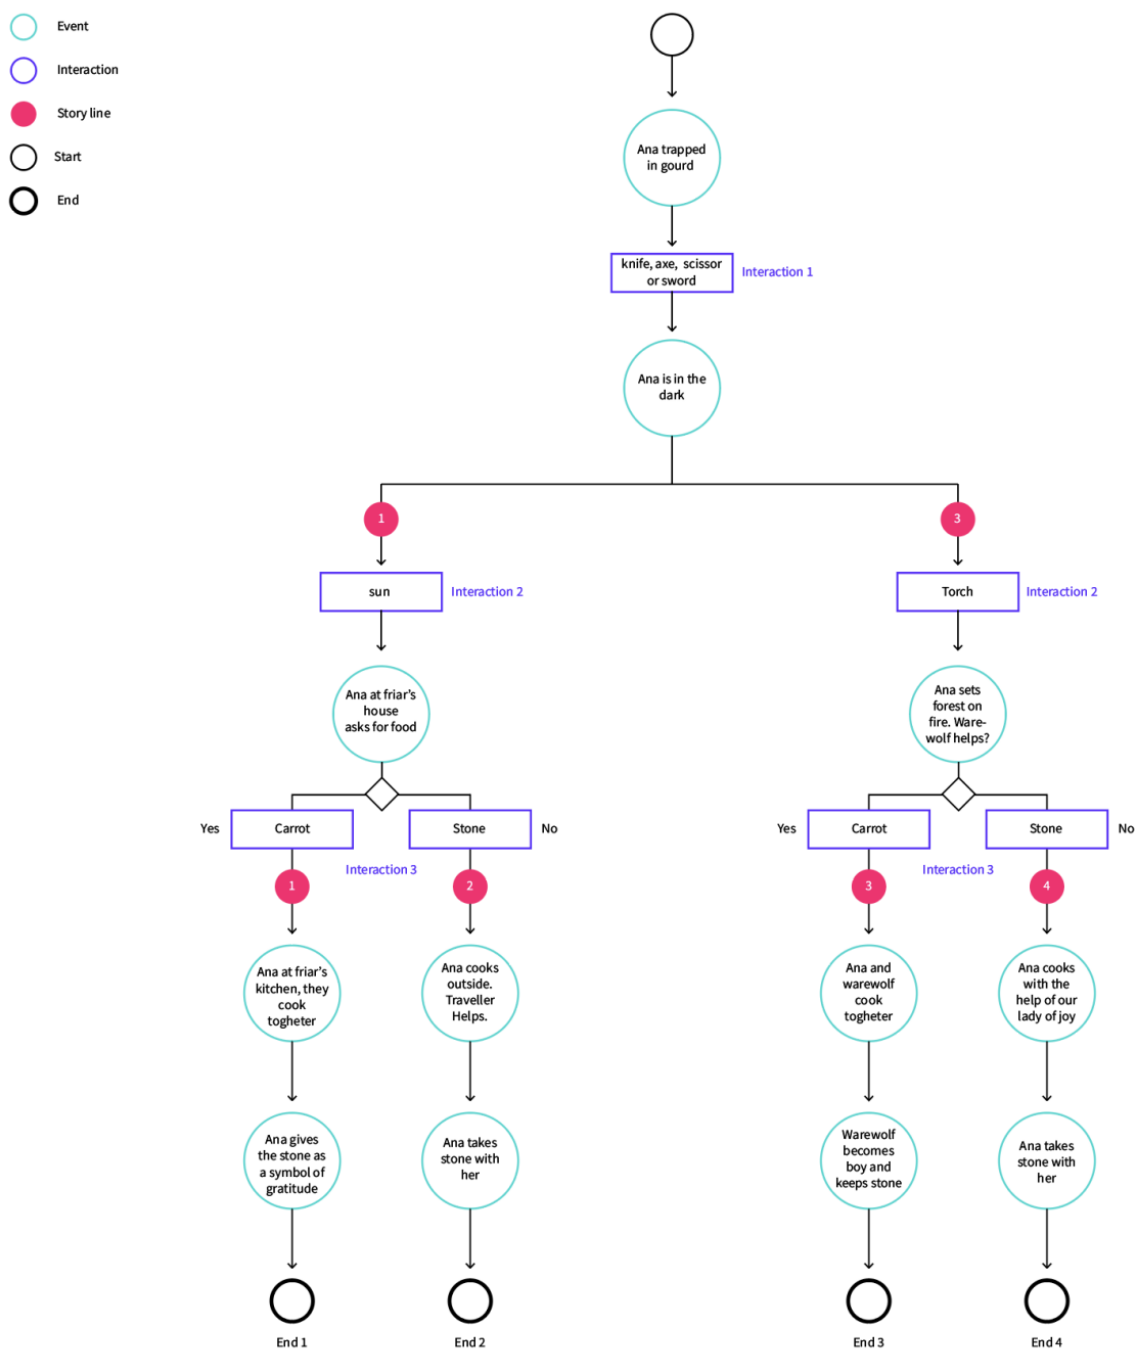 Event
Interaction
Story line
Start
End
Ana trapped
in gourd
knife, axe, scissor
or sword
Interaction 1
Ana is in the
dark
1
3
sun
Interaction 2
Torch
Interaction 2
Ana at friar's
house
asks for food
Ana sets
forest on
fire. Ware-
wolf helps?
Yes
Carrot
Stone
No
Yes
Carrot
Stone
No
Interaction 3
Interaction 3
1
2
3
4
Ana at friar's
kitchen, they
cook
togheter
Ana cooks
outside.
Traveller
Helps.
Ana and
warewolf
cook
togheter
Ana cooks
with the
help of our
lady of joy
Ana gives
the stone as
a symbol of
gratitude
Ana takes
stone with
her
Warewolf
becomes
boy and
keeps stone
Ana takes
stone with
her
End 1
End 2
End 3
End 4